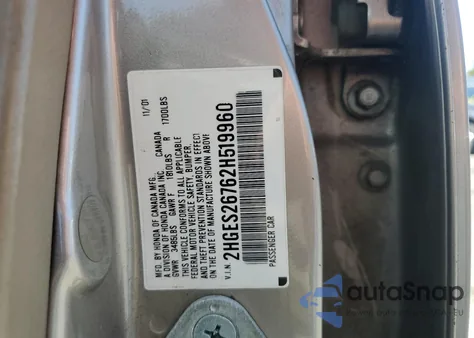 11/01
MFD. BY HONDA OF CANADA MFG.
A DIVISION OF HONDA CANADA INC. CANADA
GVWR 3485LBS GAWR F 1810LBS R 1700LBS
THIS VEHICLE CONFORMS TO ALL APPLICABLE
FEDERAL MOTOR VEHICLE SAFETY, BUMPER,
AND THEFT PREVENTION STANDARDS IN EFFECT
ON THE DATE OF MANUFACTURE SHOWN ABOVE
V.I.N. 2HGES26762H519960
PASSENGER CAR
autoSnap